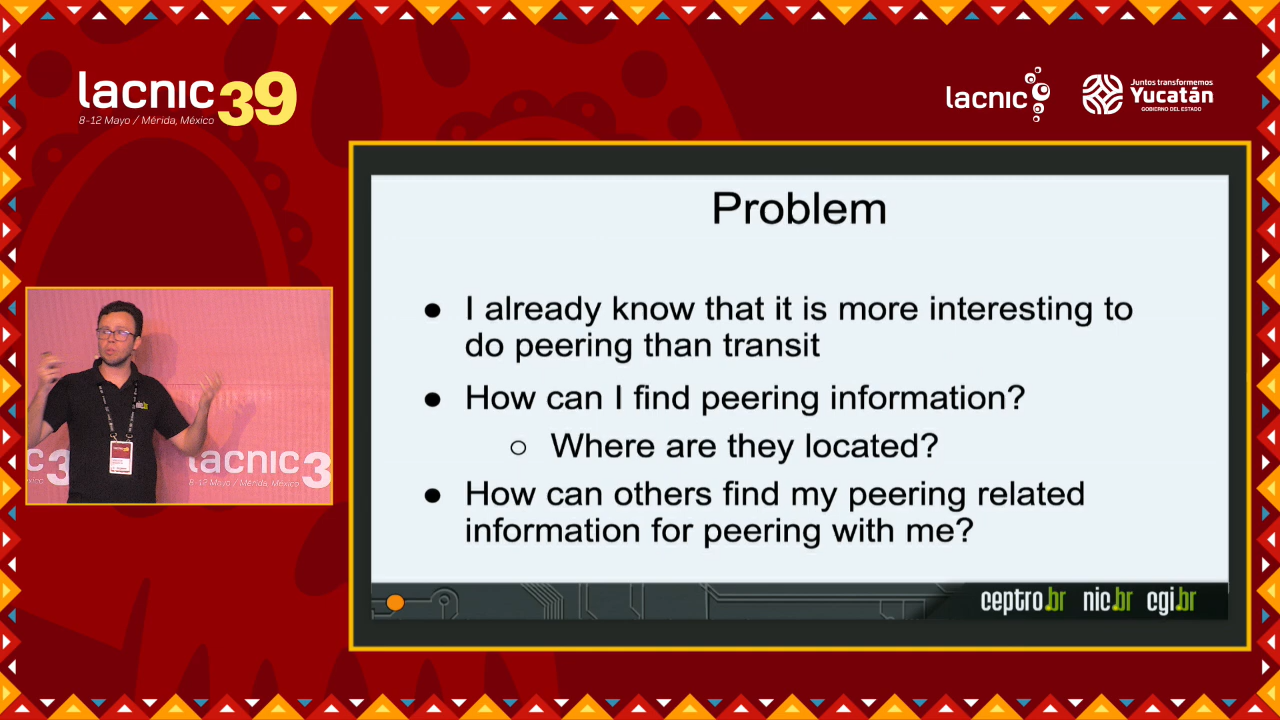 lacnic39
8-12 Mayo / Mérida, México
lacnic
Juntos transformemos
Yucatán
GOBIERNO DEL ESTADO
Problem
● I already know that it is more interesting to
do peering than transit
● How can I find peering information?
○ Where are they located?
● How can others find my peering related
information for peering with me?
ceptro.br nic.br cgi.br
lacnic3
8-12 Mayo / Mérida, México